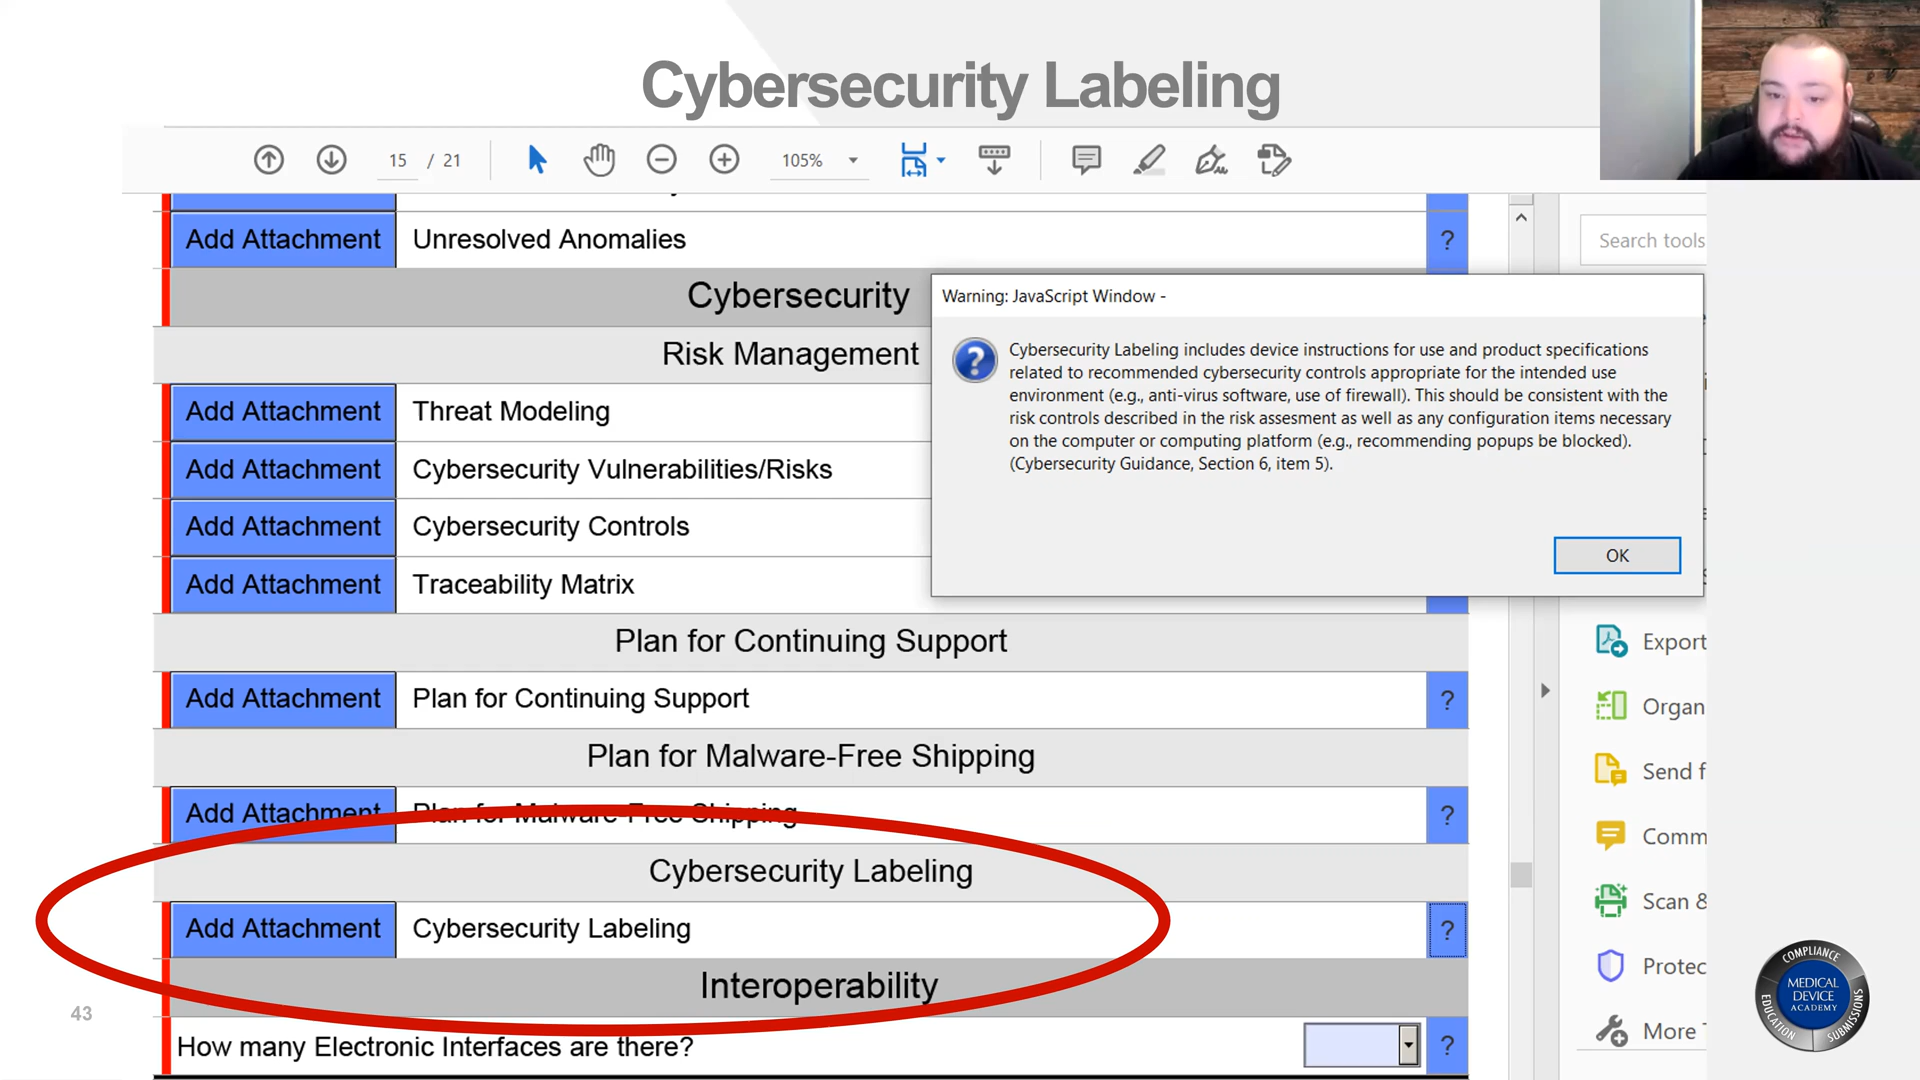 Cybersecurity Labeling
15 / 21
105%
Add Attachment Unresolved Anomalies ?
Search tools
Cybersecurity
Warning: JavaScript Window -
Cybersecurity Labeling includes device instructions for use and product specifications
related to recommended cybersecurity controls appropriate for the intended use
environment (e.g., anti-virus software, use of firewall). This should be consistent with the
risk controls described in the risk assesment as well as any configuration items necessary
on the computer or computing platform (e.g., recommending popups be blocked).
(Cybersecurity Guidance, Section 6, item 5).
OK
Risk Management
Add Attachment Threat Modeling
Add Attachment Cybersecurity Vulnerabilities/Risks
Add Attachment Cybersecurity Controls
Add Attachment Traceability Matrix
Plan for Continuing Support
Export
Add Attachment Plan for Continuing Support ?
Organ
Plan for Malware-Free Shipping
Send f
Add Attachment Plan for Malware-Free Shipping ?
Comm
Cybersecurity Labeling
Scan &
Add Attachment Cybersecurity Labeling ?
Protec
Interoperability
How many Electronic Interfaces are there? ?
More
43
COMPLIANCE
MEDICAL
DEVICE
ACADEMY
EDUCATION
SUBMISSIONS